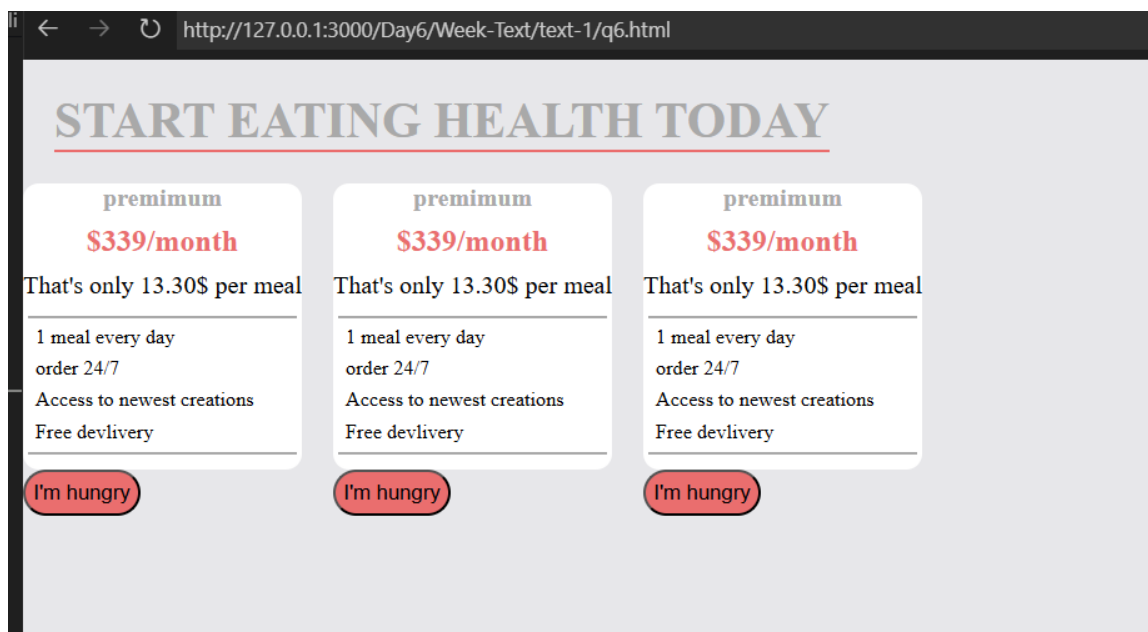 li
http://127.0.0.1:3000/Day6/Week-Text/text-1/q6.html
START EATING HEALTH TODAY
premimum
$339/month
That's only 13.30$ per meal
1 meal every day
order 24/7
Access to newest creations
Free devlivery
I'm hungry
premimum
$339/month
That's only 13.30$ per meal
1 meal every day
order 24/7
Access to newest creations
Free devlivery
I'm hungry
premimum
$339/month
That's only 13.30$ per meal
1 meal every day
order 24/7
Access to newest creations
Free devlivery
I'm hungry